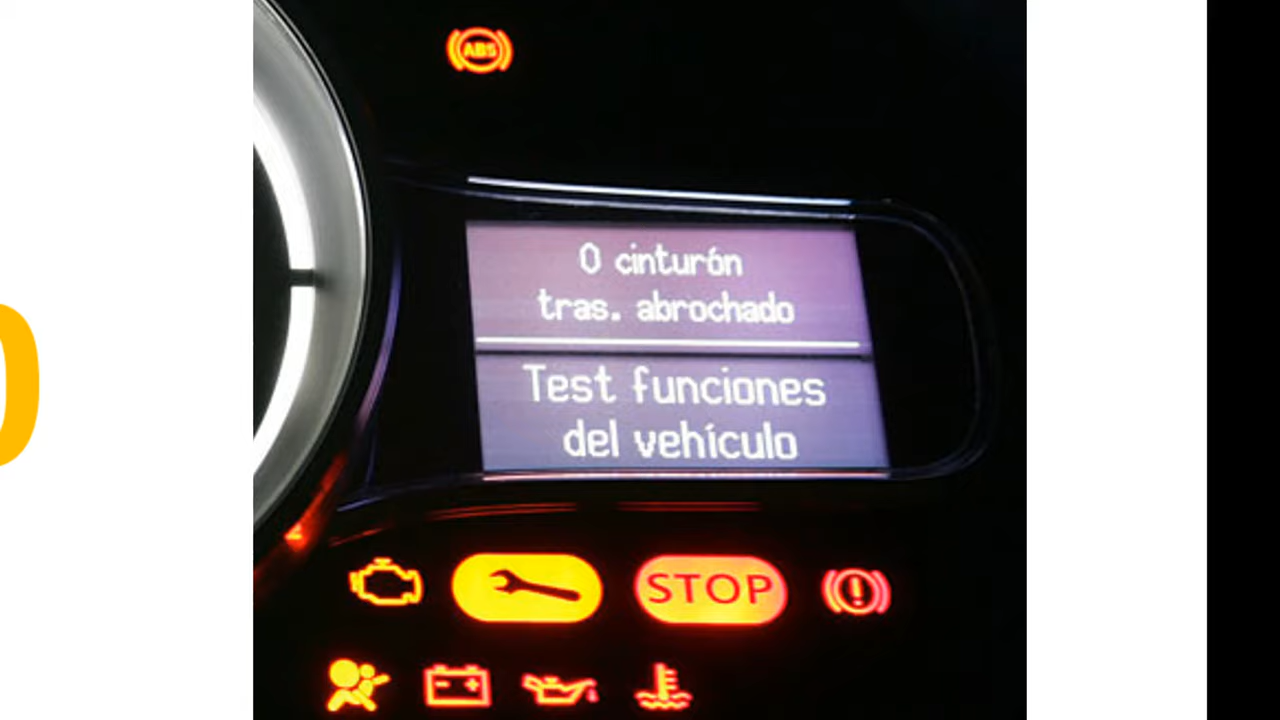 ABS
0 cinturón
tras. abrochado
Test funciones
del vehículo
STOP